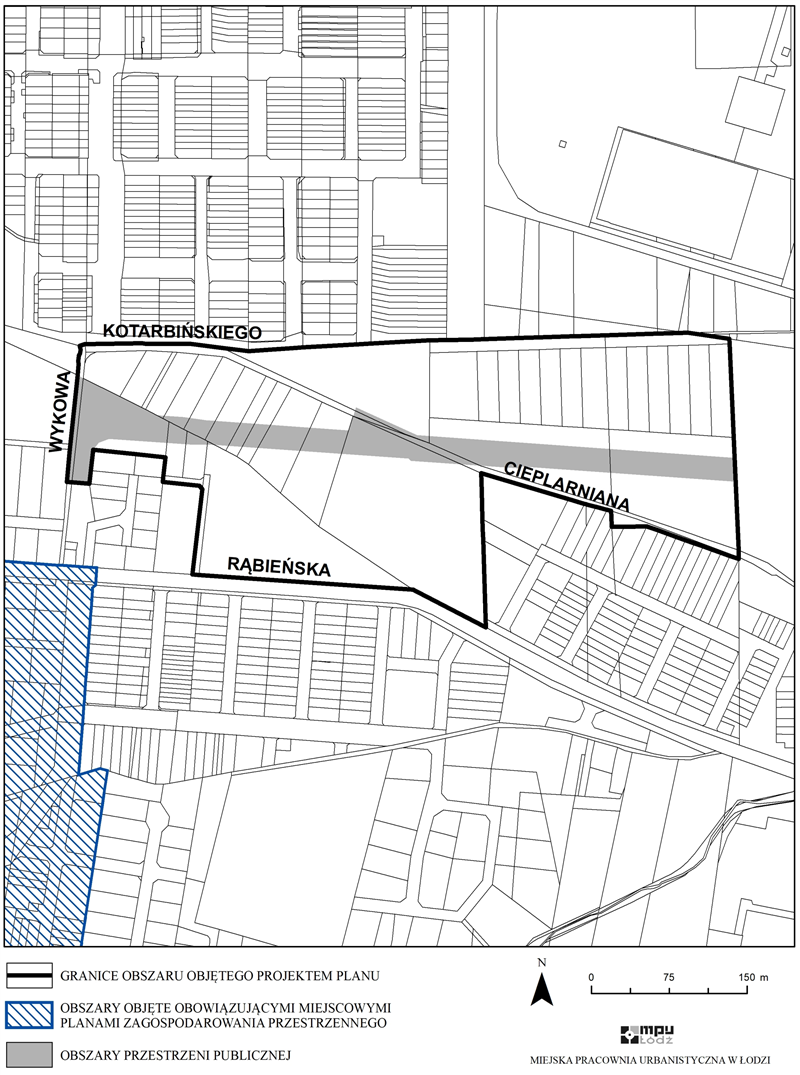 KOTARBIŃSKIEGO
WYKOWA
CIEPLARNIANA
RĄBIEŃSKA
GRANICE OBSZARU OBJĘTEGO PROJEKTEM PLANU
OBSZARY OBJĘTE OBOWIĄZUJĄCYMI MIEJSCOWYMI
PLANAMI ZAGOSPODAROWANIA PRZESTRZENNEGO
OBSZARY PRZESTRZENI PUBLICZNEJ
N
0 75 150 m
mpu
Łódź
MIEJSKA PRACOWNIA URBANISTYCZNA W ŁODZI